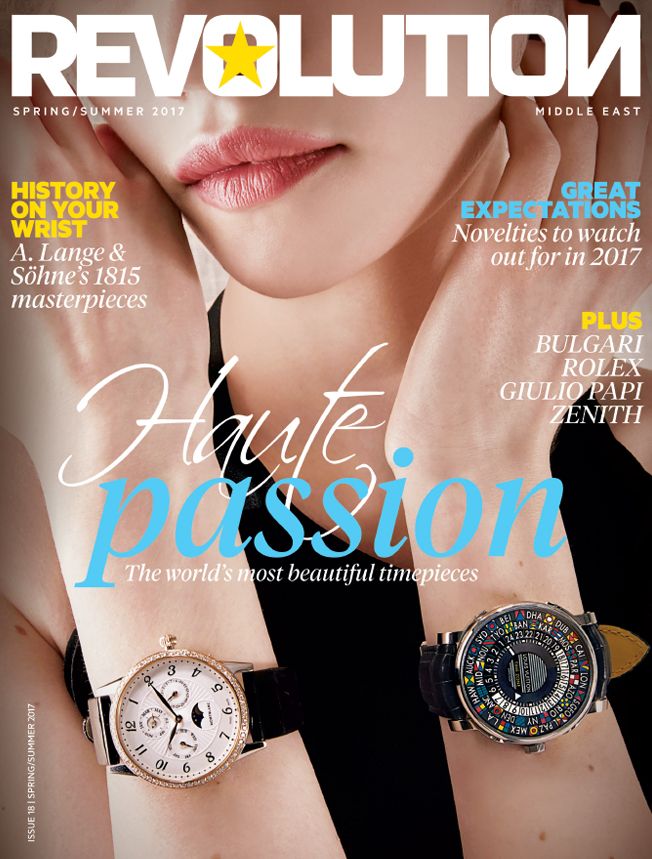 REVOLUTION
SPRING/SUMMER 2017
MIDDLE EAST
HISTORY
ON YOUR
WRIST
A. Lange &
Söhne's 1815
masterpieces
GREAT
EXPECTATIONS
Novelties to watch
out for in 2017
PLUS
BULGARI
ROLEX
GIULIO PAPI
ZENITH
Haute
passion
The world's most beautiful timepieces
ISSUE 18 | SPRING/SUMMER 2017